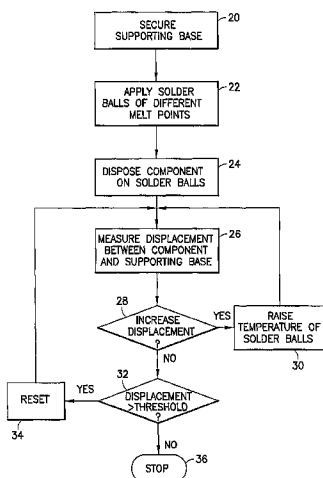 SECURE
SUPPORTING BASE
20
APPLY SOLDER
BALLS OF DIFFERENT
MELT POINTS
22
DISPOSE COMPONENT
ON SOLDER BALLS
24
MEASURE DISPLACEMENT
BETWEEN COMPONENT
AND SUPPORTING BASE
26
28
INCREASE
DISPLACEMENT
?
YES
NO
RAISE
TEMPERATURE OF
SOLDER BALLS
30
32
DISPLACEMENT
>THRESHOLD
?
YES
NO
RESET
34
STOP
36